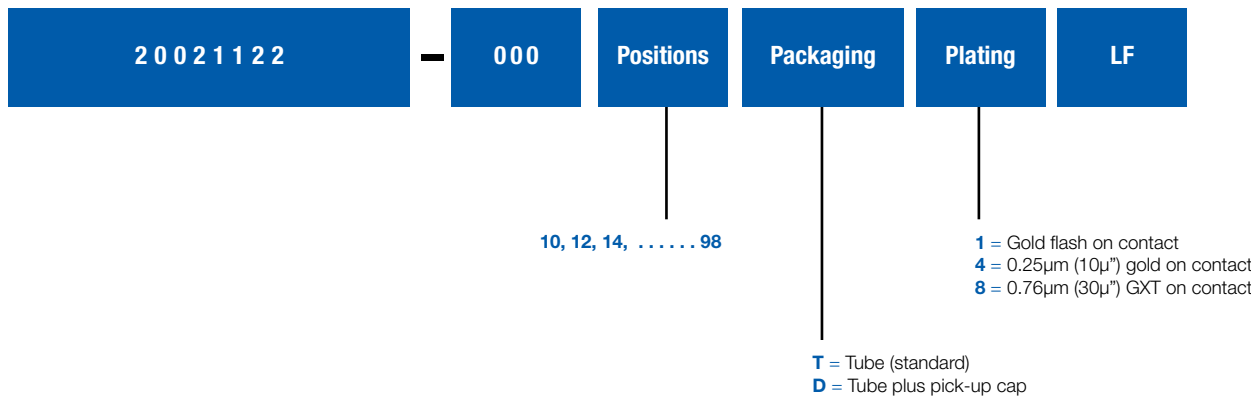 20021122 – 000 Positions Packaging Plating LF
10, 12, 14, . . . . . . 98
1 = Gold flash on contact
4 = 0.25µm (10µ”) gold on contact
8 = 0.76µm (30µ”) GXT on contact
T = Tube (standard)
D = Tube plus pick-up cap